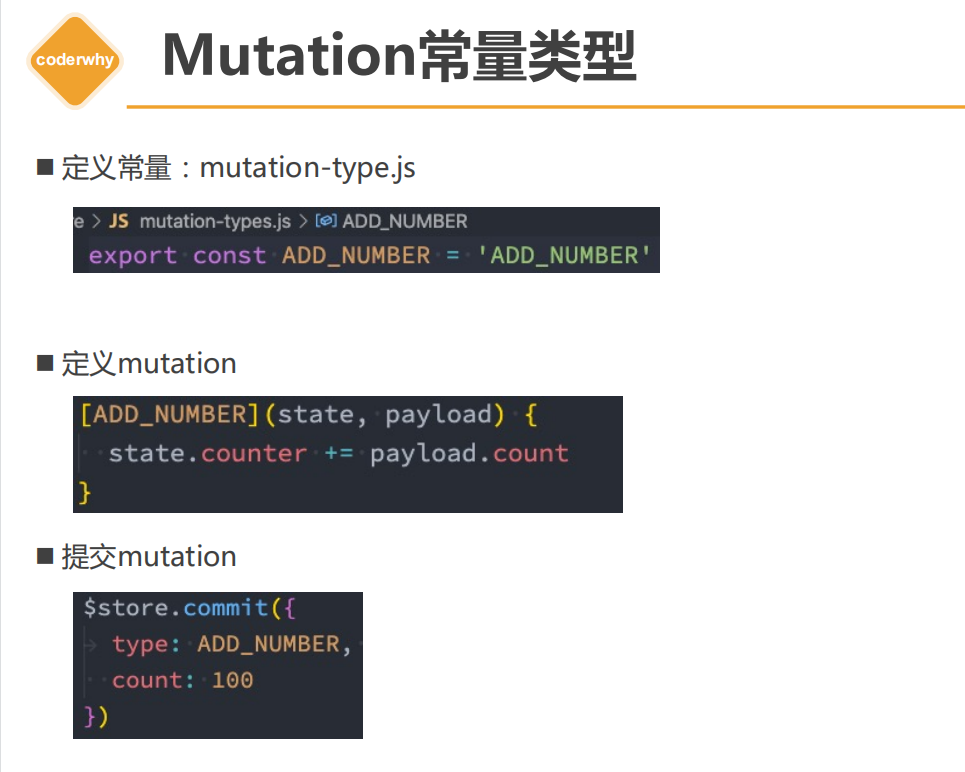 coderwhy
Mutation常量类型
定义常量：mutation-type.js
e > JS mutation-types.js > ADD_NUMBER
export const ADD_NUMBER = 'ADD_NUMBER'
定义mutation
[ADD_NUMBER](state, payload) {
state.counter += payload.count
}
提交mutation
$store.commit({
type: ADD_NUMBER,
count: 100
})